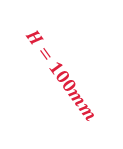 H = 100mm